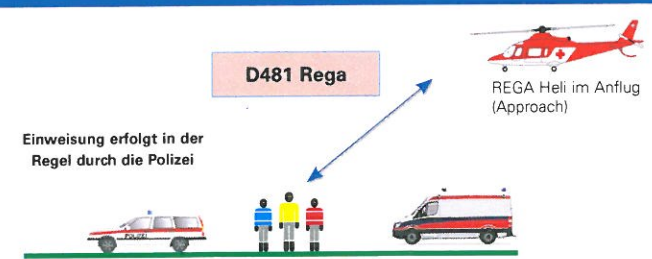 D481 Rega
REGA Heli im Anflug
(Approach)
Einweisung erfolgt in der
Regel durch die Polizei
POLIZEI